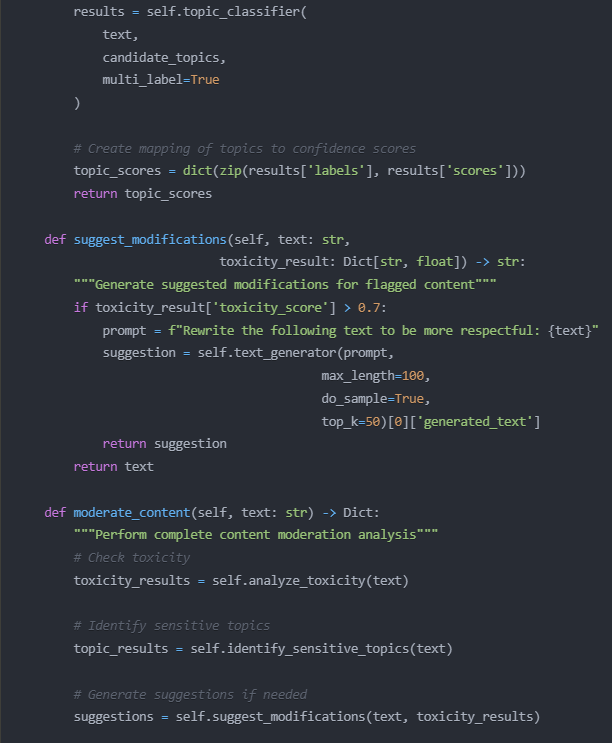 results = self.topic_classifier(
text,
candidate_topics,
multi_label=True
)
# Create mapping of topics to confidence scores
topic_scores = dict(zip(results['labels'], results['scores']))
return topic_scores
def suggest_modifications(self, text: str,
toxicity_result: Dict[str, float]) -> str:
"""Generate suggested modifications for flagged content"""
if toxicity_result['toxicity_score'] > 0.7:
prompt = f"Rewrite the following text to be more respectful: {text}"
suggestion = self.text_generator(prompt,
max_length=100,
do_sample=True,
top_k=50)[0]['generated_text']
return suggestion
return text
def moderate_content(self, text: str) -> Dict:
"""Perform complete content moderation analysis"""
# Check toxicity
toxicity_results = self.analyze_toxicity(text)
# Identify sensitive topics
topic_results = self.identify_sensitive_topics(text)
# Generate suggestions if needed
suggestions = self.suggest_modifications(text, toxicity_results)